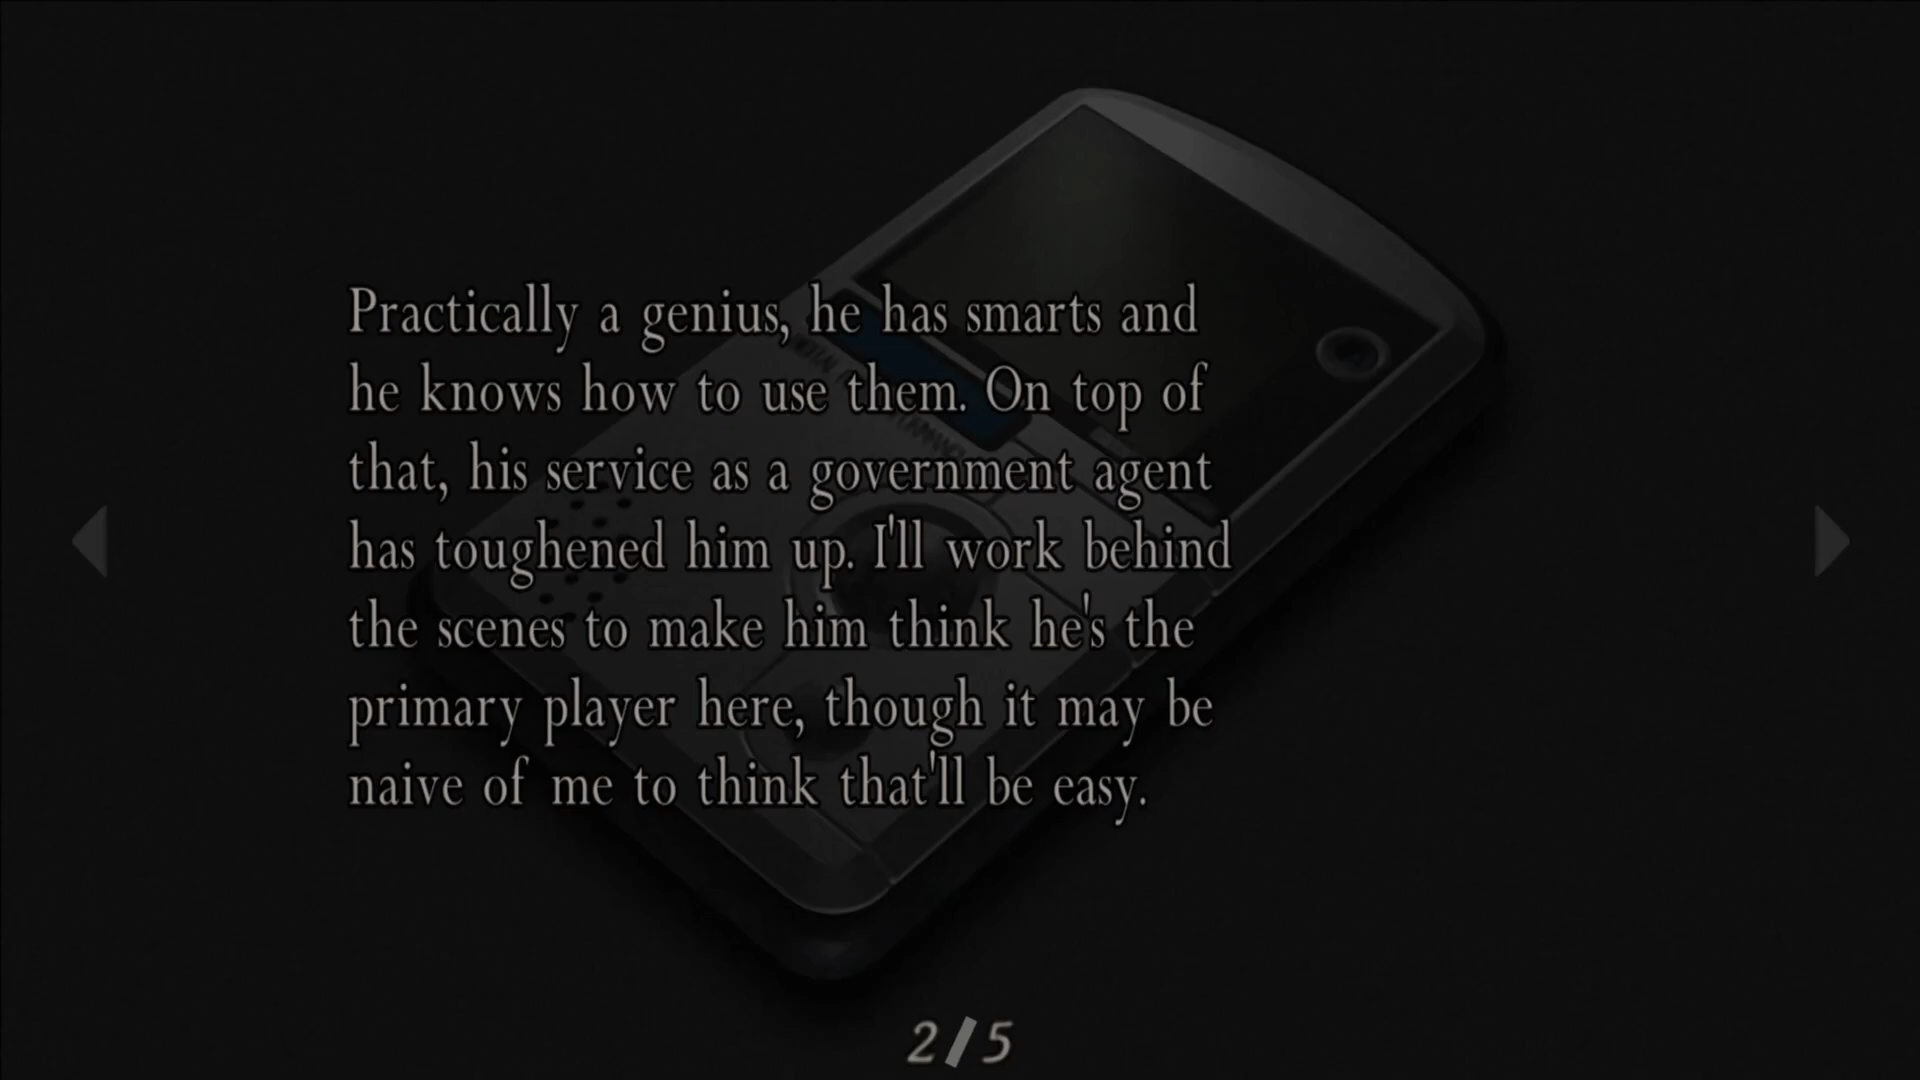 Practically a genius, he has smarts and
he knows how to use them. On top of
that, his service as a government agent
has toughened him up. I'll work behind
the scenes to make him think he's the
primary player here, though it may be
naive of me to think that'll be easy.
2/5